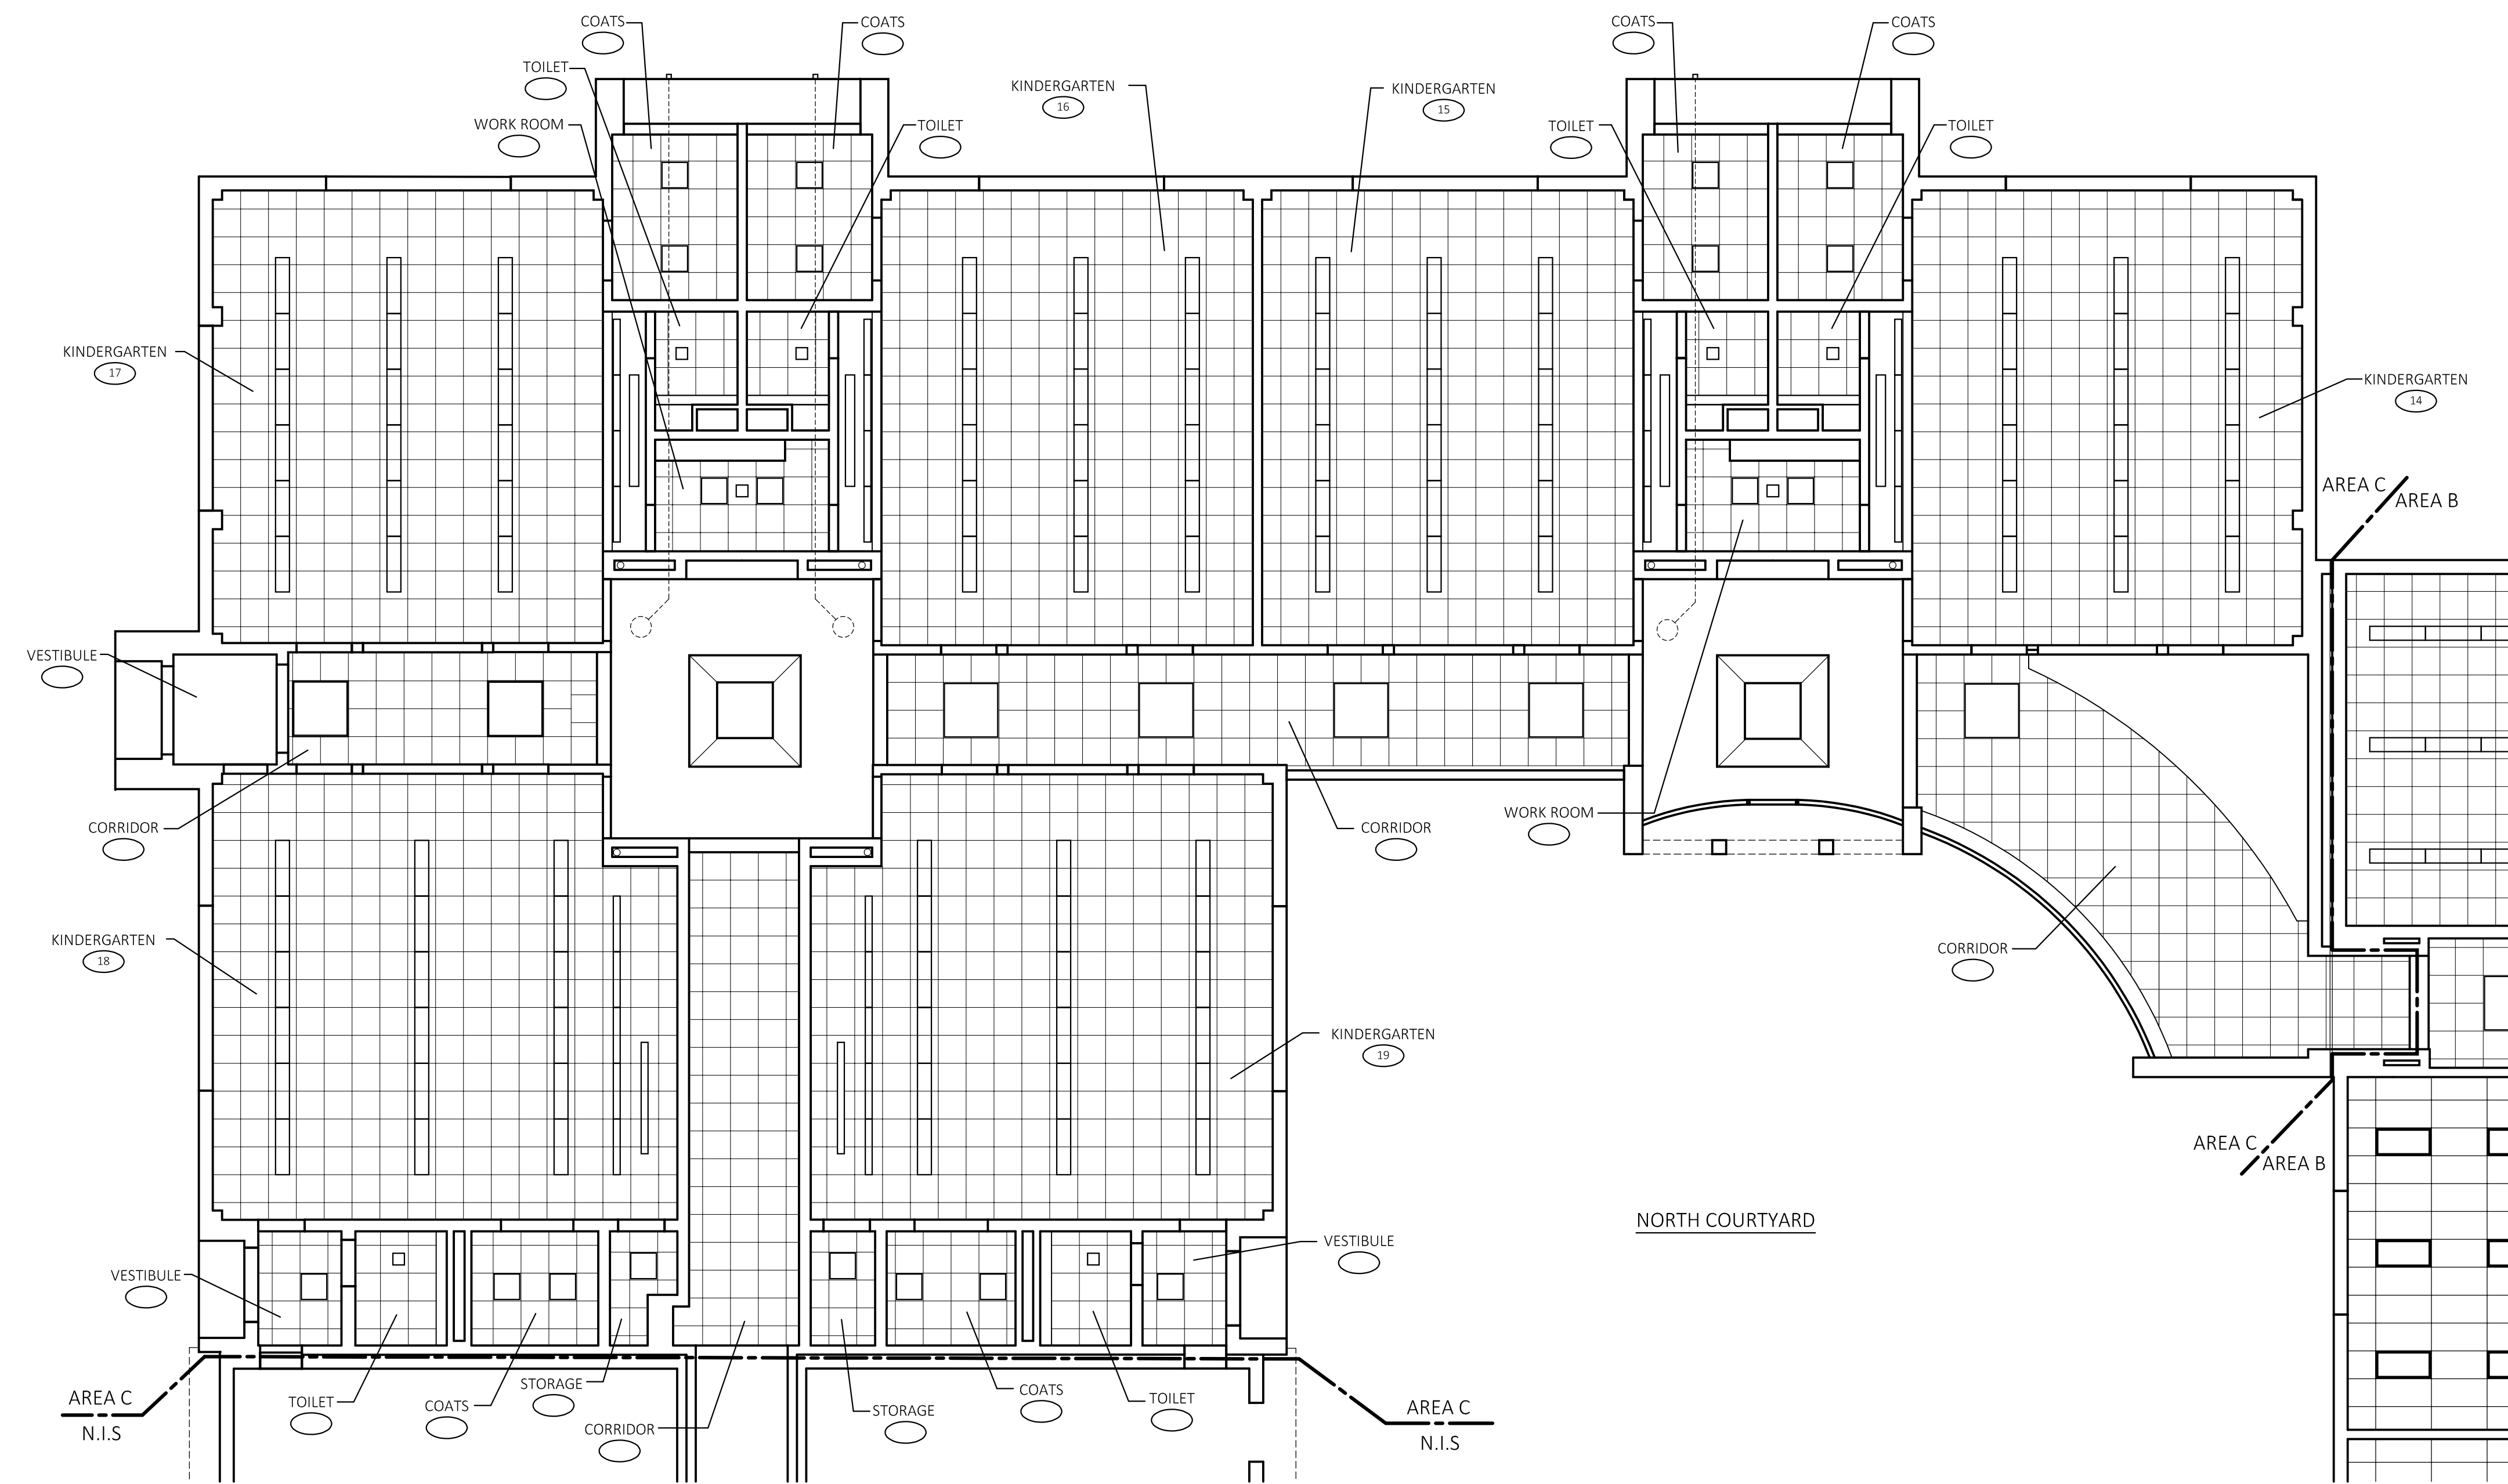 COATS
COATS
COATS
COATS
TOILET
KINDERGARTEN
16
KINDERGARTEN
15
WORK ROOM
TOILET
TOILET
TOILET
KINDERGARTEN
17
KINDERGARTEN
14
AREA C
AREA B
VESTIBULE
CORRIDOR
CORRIDOR
WORK ROOM
KINDERGARTEN
18
CORRIDOR
KINDERGARTEN
19
AREA C
AREA B
NORTH COURTYARD
VESTIBULE
VESTIBULE
AREA C
N.I.S
TOILET
COATS
STORAGE
CORRIDOR
STORAGE
COATS
TOILET
AREA C
N.I.S